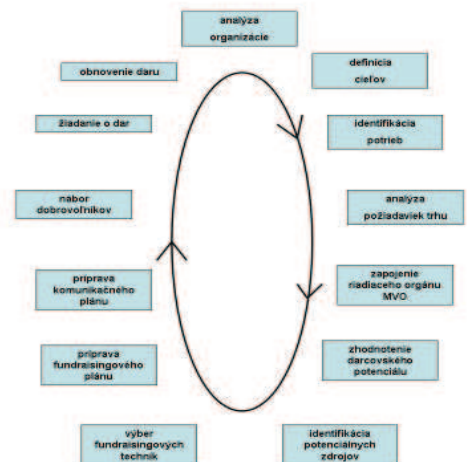 analýza
organizácie
definícia
cieľov
identifikácia
potrieb
analýza
požiadaviek trhu
zapojenie
riadiaceho orgánu
MVO
zhodnotenie
darcovského
potenciálu
identifikácia
potenciálnych
zdrojov
výber
fundraisingových
techník
príprava
fundraisingového
plánu
príprava
komunikačného
plánu
nábor
dobrovoľníkov
žiadanie o dar
obnovenie daru